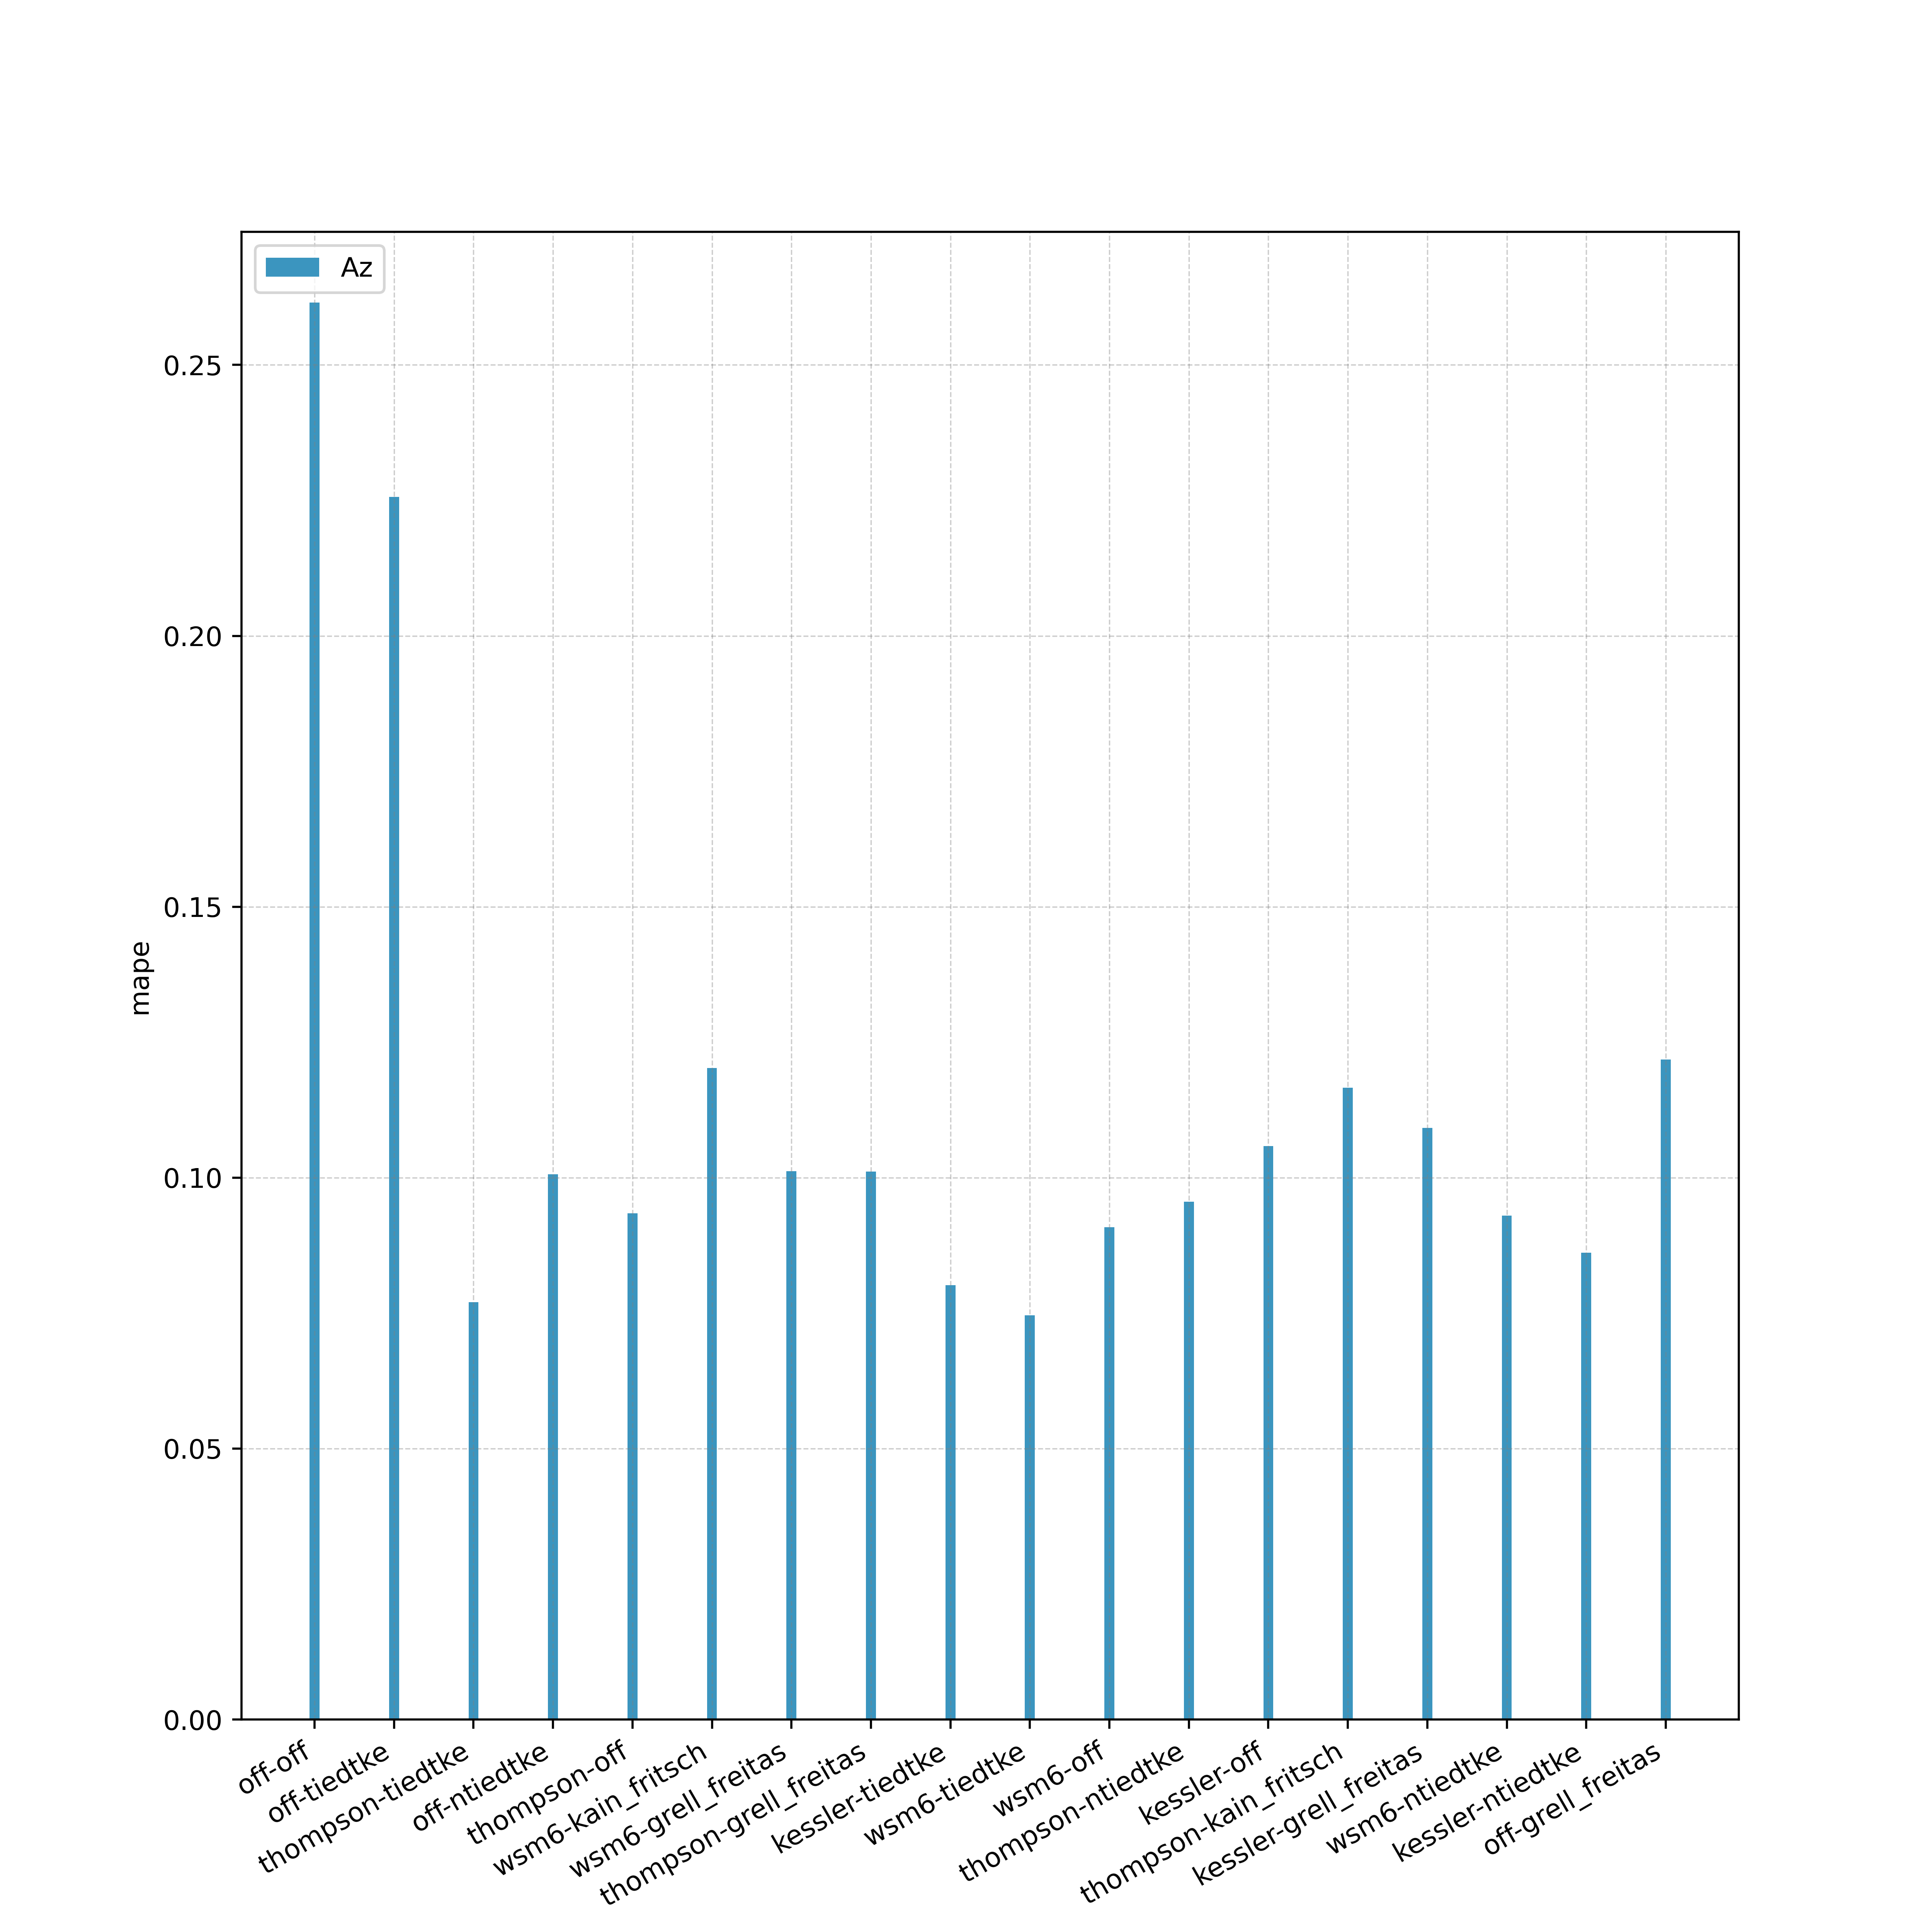 Az
mape
0.25
0.20
0.15
0.10
0.05
0.00
off-off
off-tiedtke
thompson-tiedtke
off-ntiedtke
thompson-off
wsm6-kain_fritsch
wsm6-grell_freitas
thompson-grell_freitas
kessler-tiedtke
wsm6-tiedtke
wsm6-off
thompson-ntiedtke
kessler-off
thompson-kain_fritsch
kessler-grell_freitas
wsm6-ntiedtke
kessler-ntiedtke
off-grell_freitas